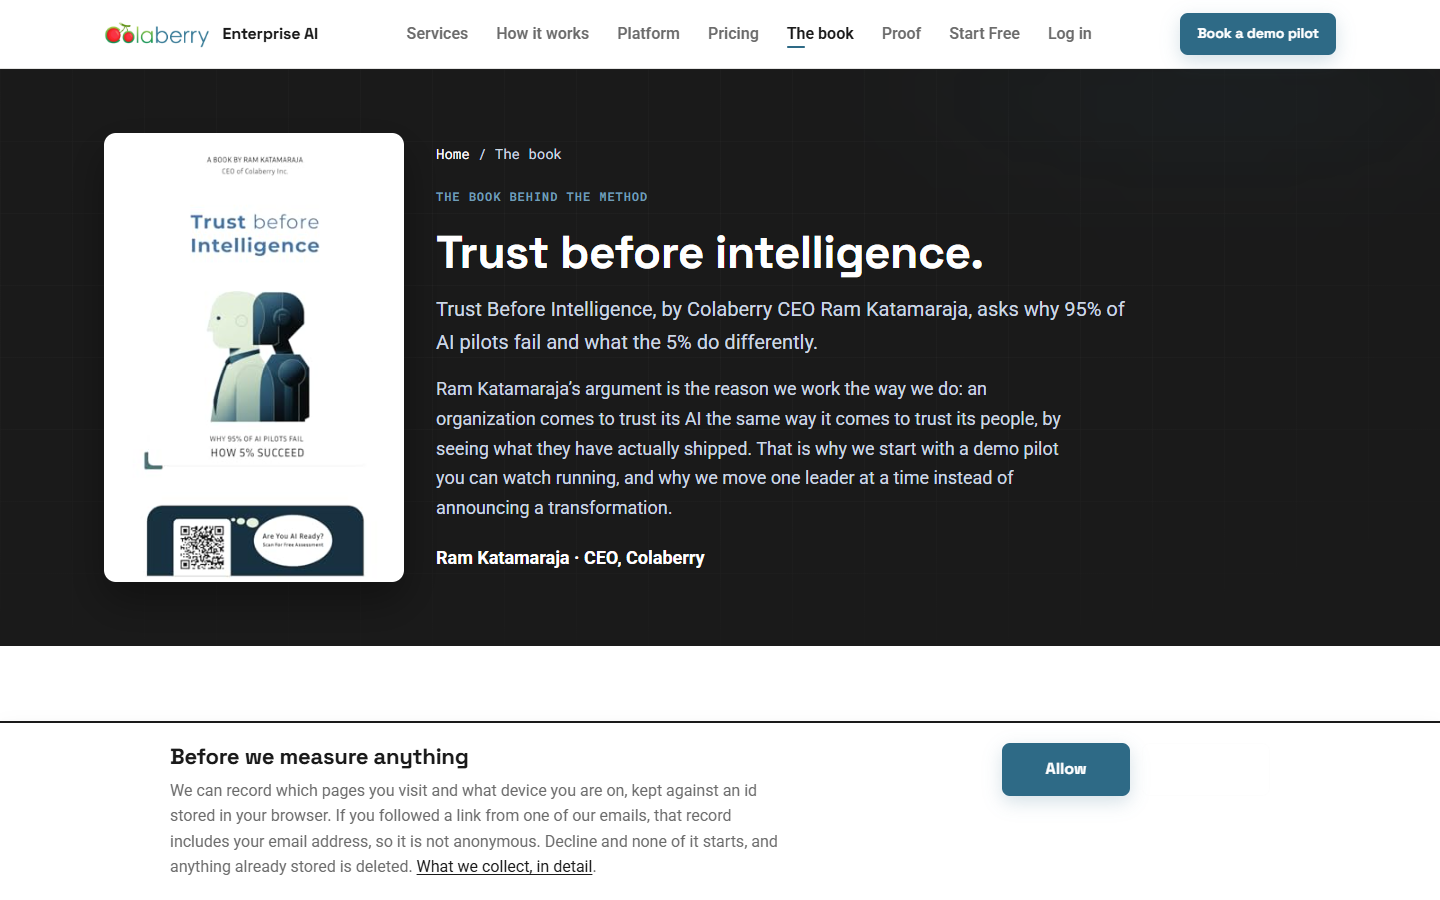 Colaberry
Enterprise AI
Services
How it works
Platform
Pricing
The book
Proof
Start Free
Log in
Book a demo pilot
A BOOK BY RAM KATAMARAJA
CEO of Colaberry Inc.
Trust before
Intelligence
WHY 95% OF AI PILOTS FAIL
HOW 5% SUCCEED
Are You AI Ready?
Scan For Free Assessment
Home / The book
THE BOOK BEHIND THE METHOD
Trust before intelligence.
Trust Before Intelligence, by Colaberry CEO Ram Katamaraja, asks why 95% of
AI pilots fail and what the 5% do differently.
Ram Katamaraja’s argument is the reason we work the way we do: an
organization comes to trust its AI the same way it comes to trust its people, by
seeing what they have actually shipped. That is why we start with a demo pilot
you can watch running, and why we move one leader at a time instead of
announcing a transformation.
Ram Katamaraja · CEO, Colaberry
Before we measure anything
We can record which pages you visit and what device you are on, kept against an id
stored in your browser. If you followed a link from one of our emails, that record
includes your email address, so it is not anonymous. Decline and none of it starts, and
anything already stored is deleted. What we collect, in detail.
Allow